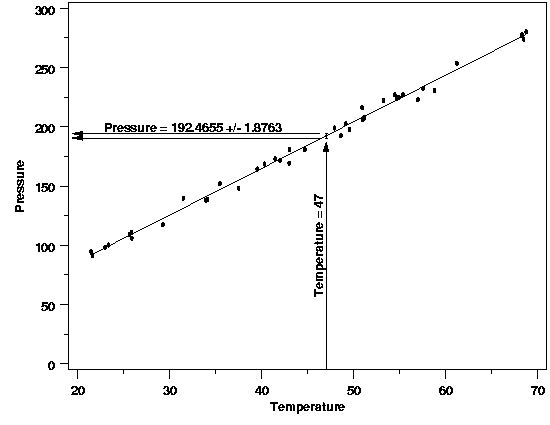 300
250
200
150
100
50
0
Pressure
Pressure = 192.4655 +/- 1.8763
Temperature = 47
20 30 40 50 60 70
Temperature